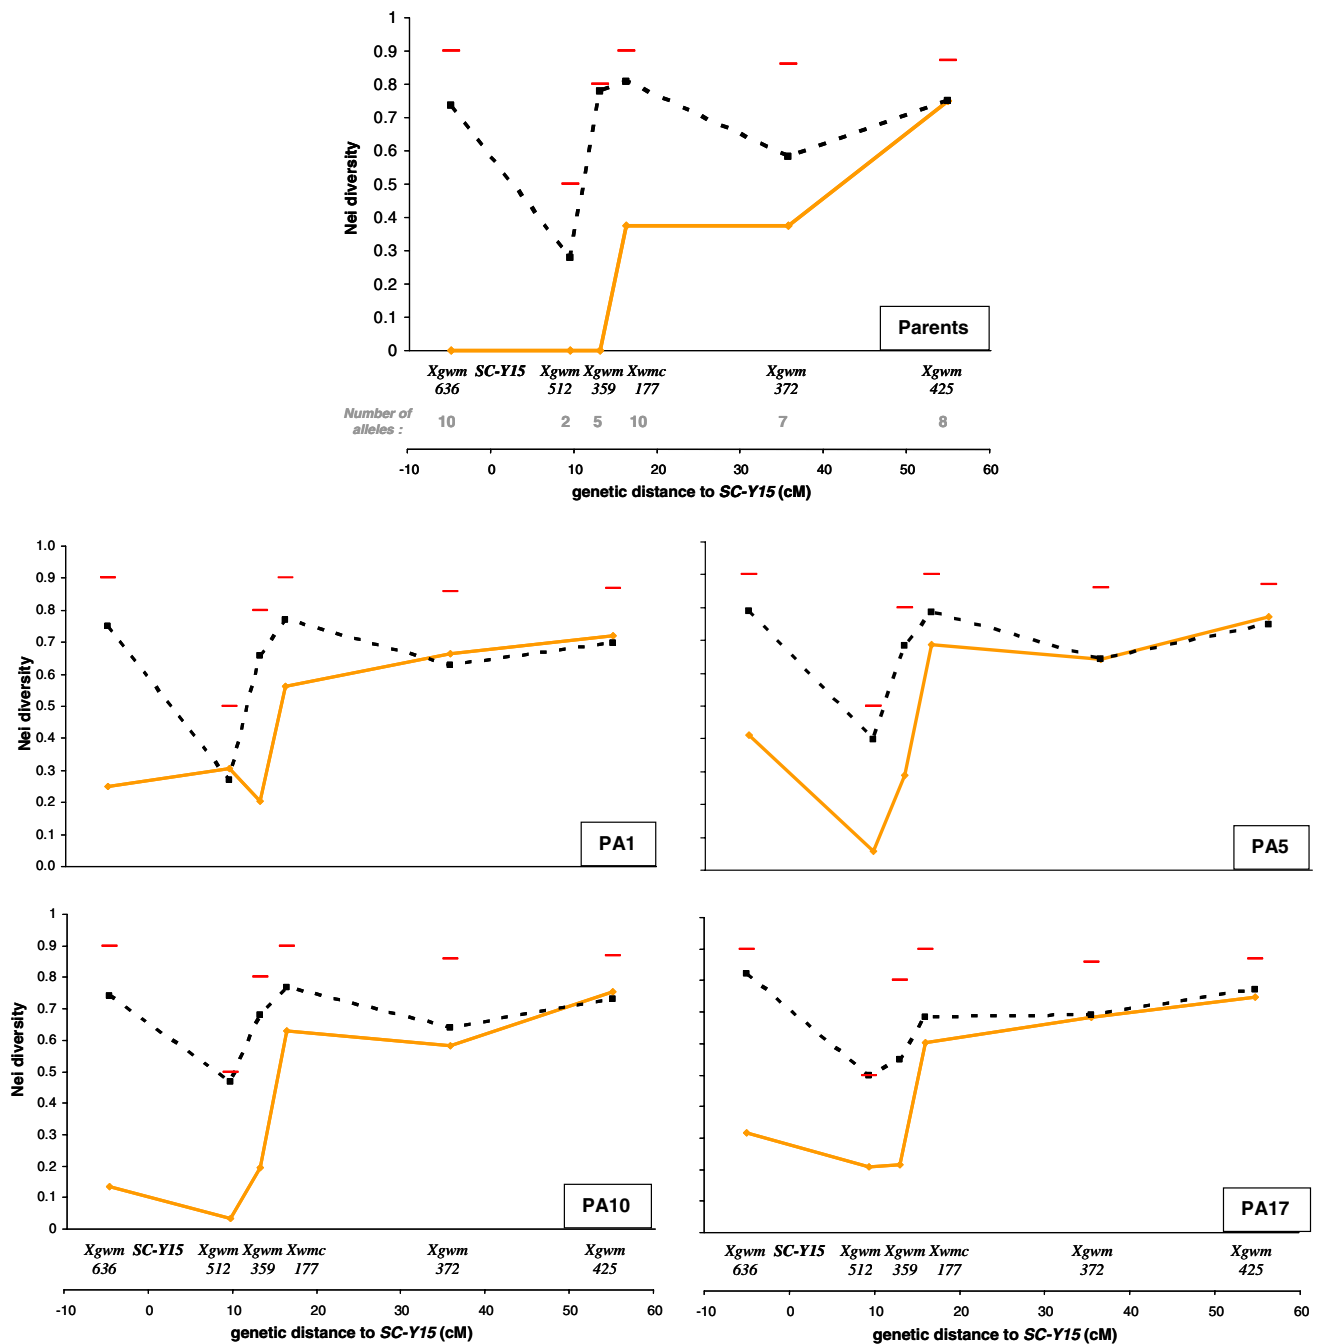 1
0.9
0.8
0.7
0.6
0.5
0.4
0.3
0.2
0.1
0
Nei diversity
Parents
Xgwm SC-Y15 Xgwm Xgwm Xwmc Xgwm Xgwm
636 512 359 177 372 425
Number of
alleles : 10 2 5 10 7 8
-10 0 10 20 30 40 50 60
genetic distance to SC-Y15 (cM)
1.0
0.9
0.8
0.7
0.6
0.5
0.4
0.3
0.2
0.1
0.0
Nei diversity
PA1
PA5
1
0.9
0.8
0.7
0.6
0.5
0.4
0.3
0.2
0.1
0
Nei diversity
PA10
PA17
Xgwm SC-Y15 Xgwm Xgwm Xwmc Xgwm Xgwm
636 512 359 177 372 425
-10 0 10 20 30 40 50 60
genetic distance to SC-Y15 (cM)
Xgwm SC-Y15 Xgwm Xgwm Xwmc Xgwm Xgwm
636 512 359 177 372 425
-10 0 10 20 30 40 50 60
genetic distance to SC-Y15 (cM)